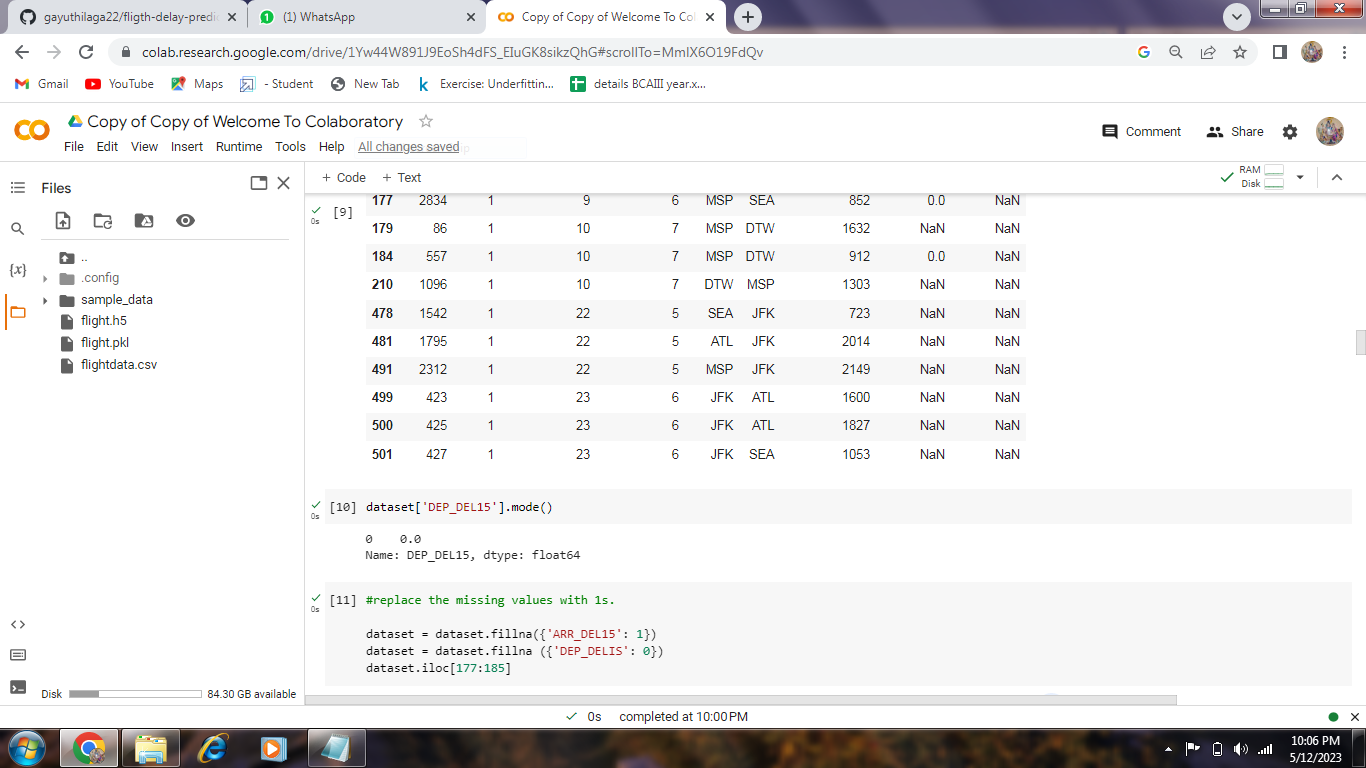 gayuthilaga22/fligth-delay-predi
(1) WhatsApp
Copy of Copy of Welcome To Col
colab.research.google.com/drive/1Yw44W891J9EoSh4dFS_EIuGK8sikzQhG#scrollTo=MmIX6O19FdQv
Gmail YouTube Maps - Student New Tab Exercise: Underfittin... details BCAIII year.x...
Copy of Copy of Welcome To Colaboratory
File Edit View Insert Runtime Tools Help All changes saved
Comment Share
Files
+ Code + Text
RAM
Disk
..
.config
sample_data
flight.h5
flight.pkl
flightdata.csv
Disk 84.30 GB available
[9]
0s
177 2834 1 9 6 MSP SEA 852 0.0 NaN
179 86 1 10 7 MSP DTW 1632 NaN NaN
184 557 1 10 7 MSP DTW 912 0.0 NaN
210 1096 1 10 7 DTW MSP 1303 NaN NaN
478 1542 1 22 5 SEA JFK 723 NaN NaN
481 1795 1 22 5 ATL JFK 2014 NaN NaN
491 2312 1 22 5 MSP JFK 2149 NaN NaN
499 423 1 23 6 JFK ATL 1600 NaN NaN
500 425 1 23 6 JFK ATL 1827 NaN NaN
501 427 1 23 6 JFK SEA 1053 NaN NaN
[10] dataset['DEP_DEL15'].mode()
0s
0 0.0
Name: DEP_DEL15, dtype: float64
[11] #replace the missing values with 1s.
0s
dataset = dataset.fillna({'ARR_DEL15': 1})
dataset = dataset.fillna ({'DEP_DELIS': 0})
dataset.iloc[177:185]
0s completed at 10:00 PM
10:06 PM
5/12/2023